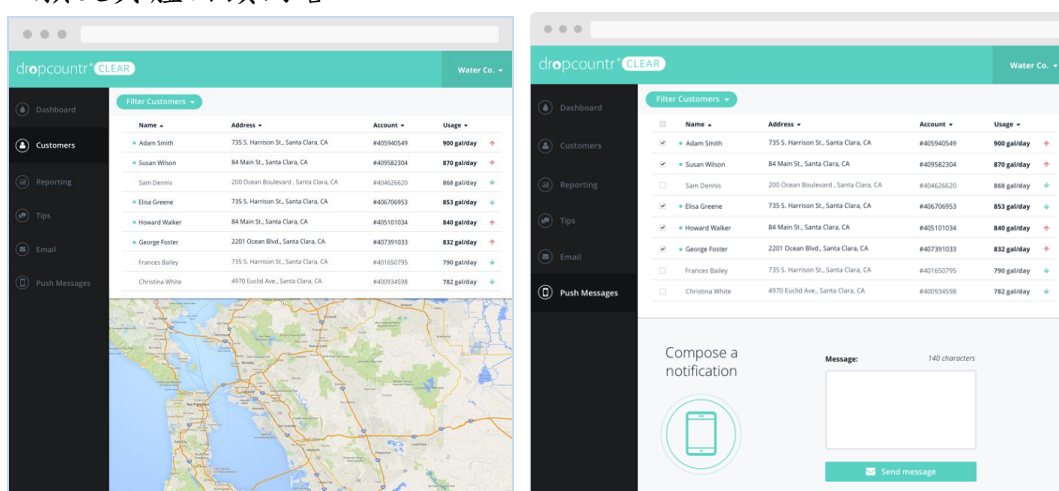 dropcountr CLEAR
Water Co.
Dashboard
Customers
Reporting
Tips
Email
Push Messages
Filter Customers
Name Address Account Usage
Adam Smith 735 S. Harrison St., Santa Clara, CA #405940549 900 gal/day
Susan Wilson 84 Main St., Santa Clara, CA #409582304 870 gal/day
Sam Dennis 200 Ocean Boulevard , Santa Clara, CA #404626620 868 gal/day
Elisa Greene 735 S. Harrison St., Santa Clara, CA #406706953 853 gal/day
Howard Walker 84 Main St., Santa Clara, CA #405101034 840 gal/day
George Foster 2201 Ocean Blvd., Santa Clara, CA #407391033 832 gal/day
Frances Bailey 735 S. Harrison St., Santa Clara, CA #401650795 790 gal/day
Christina White 4970 Euclid Ave., Santa Clara, CA #400934598 782 gal/day
dropcountr CLEAR
Water Co.
Dashboard
Customers
Reporting
Tips
Email
Push Messages
Filter Customers
Name Address Account Usage
Adam Smith 735 S. Harrison St., Santa Clara, CA #405940549 900 gal/day
Susan Wilson 84 Main St., Santa Clara, CA #409582304 870 gal/day
Sam Dennis 200 Ocean Boulevard , Santa Clara, CA #404626620 868 gal/day
Elisa Greene 735 S. Harrison St., Santa Clara, CA #406706953 853 gal/day
Howard Walker 84 Main St., Santa Clara, CA #405101034 840 gal/day
George Foster 2201 Ocean Blvd., Santa Clara, CA #407391033 832 gal/day
Frances Bailey 735 S. Harrison St., Santa Clara, CA #401650795 790 gal/day
Christina White 4970 Euclid Ave., Santa Clara, CA #400934598 782 gal/day
Compose a
notification
Message: 140 characters
Send message